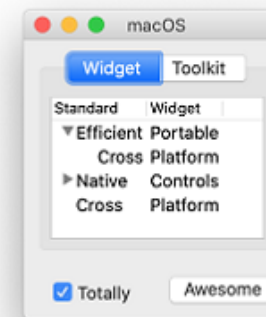 macOS
Widget Toolkit
Standard Widget
Efficient Portable
Cross Platform
Native Controls
Cross Platform
Totally Awesome